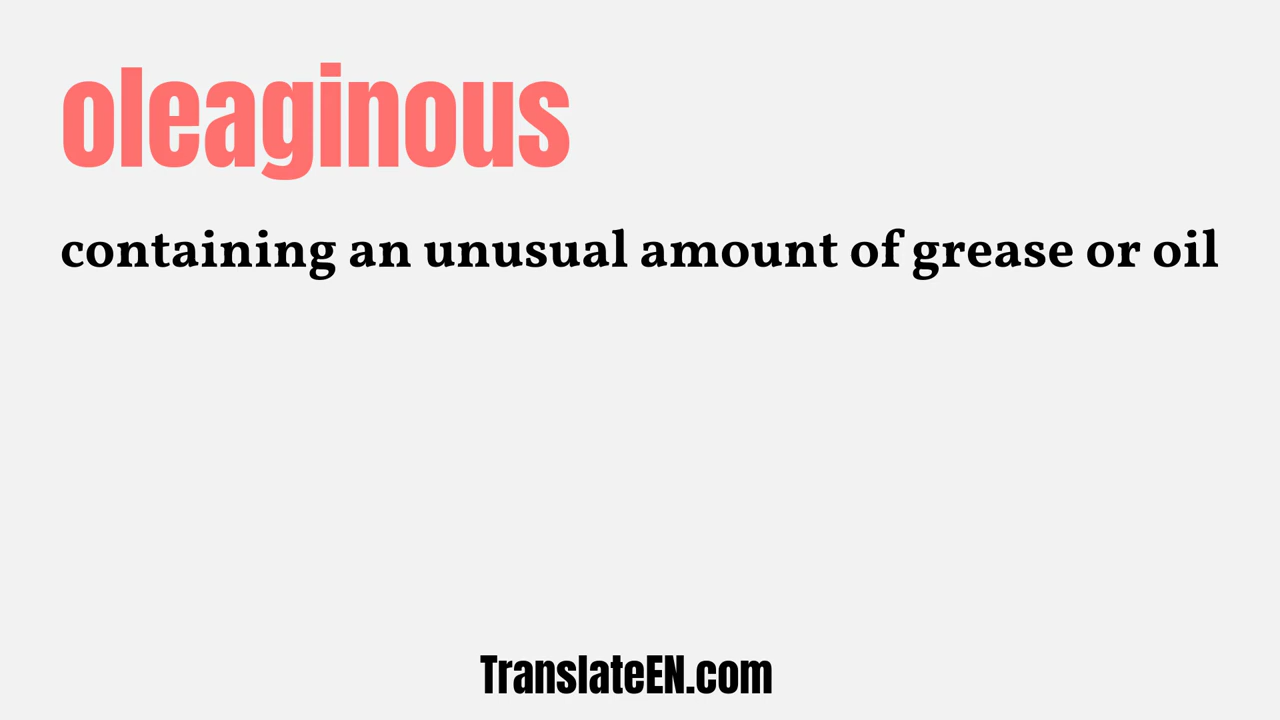 oleaginous
containing an unusual amount of grease or oil
TranslateEN.com